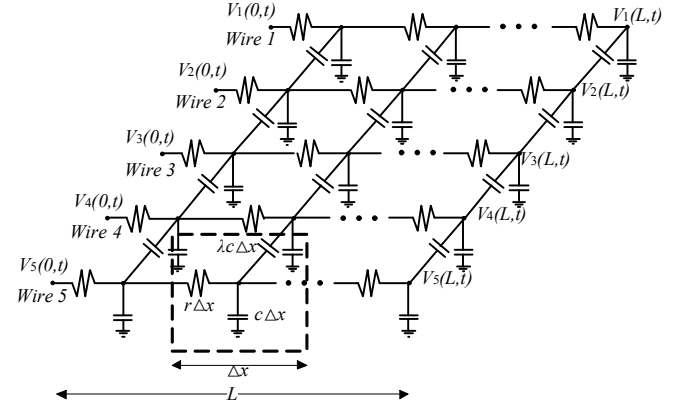 V1(0,t)
Wire 1
V1(L,t)
V2(0,t)
Wire 2
V2(L,t)
V3(0,t)
Wire 3
V3(L,t)
V4(0,t)
Wire 4
V4(L,t)
λc△x
V5(0,t)
Wire 5
V5(L,t)
r△x
c△x
△x
L